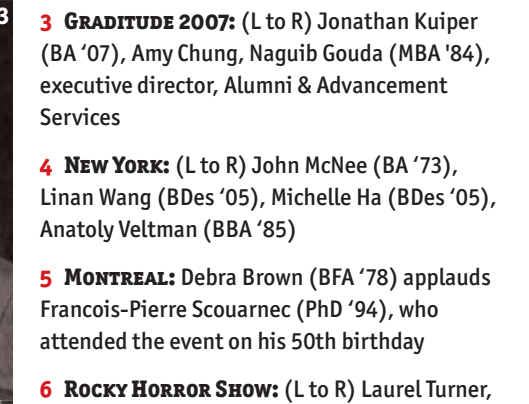 3
3 GRADITUDE 2007: (L to R) Jonathan Kuiper
(BA ‘07), Amy Chung, Naguib Gouda (MBA '84),
executive director, Alumni & Advancement
Services
4 NEW YORK: (L to R) John McNee (BA ‘73),
Linan Wang (BDes ‘05), Michelle Ha (BDes ‘05),
Anatoly Veltman (BBA ‘85)
5 MONTREAL: Debra Brown (BFA ‘78) applauds
Francois-Pierre Scouarnec (PhD ‘94), who
attended the event on his 50th birthday
6 ROCKY HORROR SHOW: (L to R) Laurel Turner,